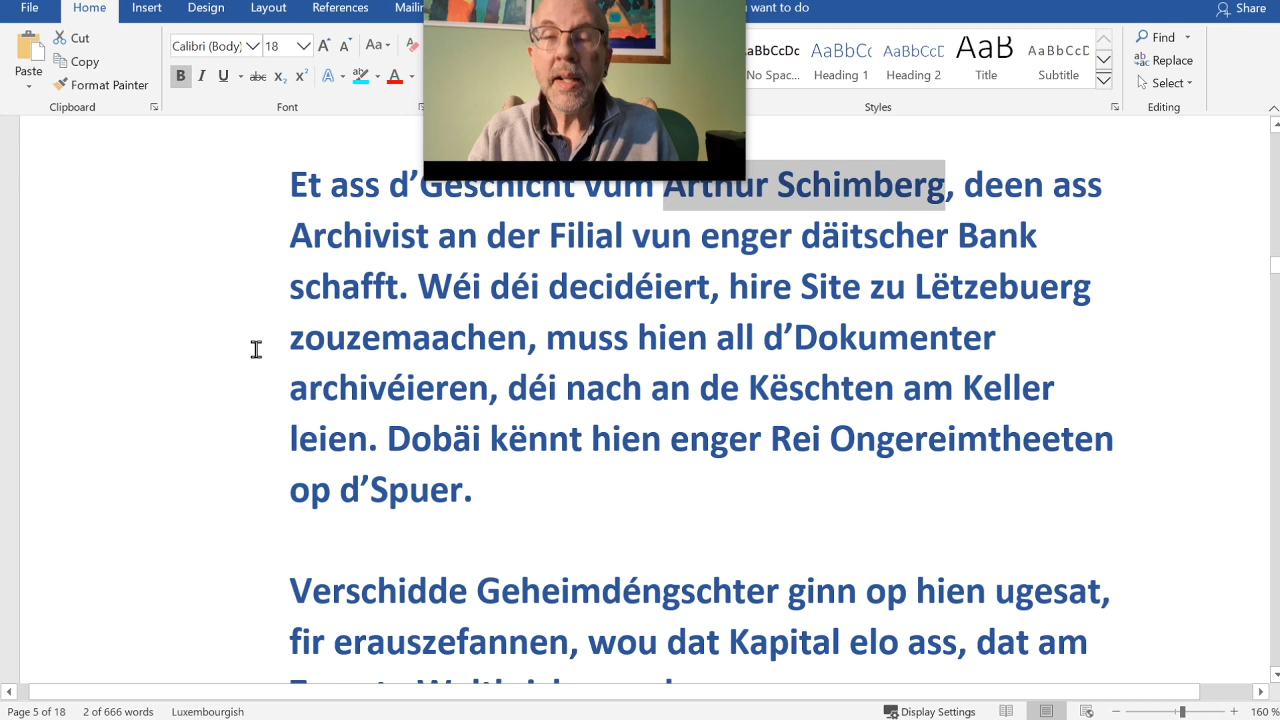 File Home Insert Design Layout References Mailin want to do Share
Cut Calibri (Body) 18 Aa Find
Paste Copy B I U abc x₂ x² A A Replace
Format Painter No Spac... Heading 1 Heading 2 Title Subtitle Select
Clipboard Font Styles Editing
Et ass d’Geschicht vum Arthur Schimberg, deen ass
Archivist an der Filial vun enger däitscher Bank
schafft. Wéi déi decidéiert, hire Site zu Lëtzebuerg
zouzemaachen, muss hien all d’Dokumenter
archivéieren, déi nach an de Këschten am Keller
leien. Dobäi kënnt hien enger Rei Ongereimtheeten
op d’Spuer.
Verschidde Geheimdéngschter ginn op hien ugesat,
fir erauszefannen, wou dat Kapital elo ass, dat am
Page 5 of 18 2 of 666 words Luxembourgish Display Settings 160 %